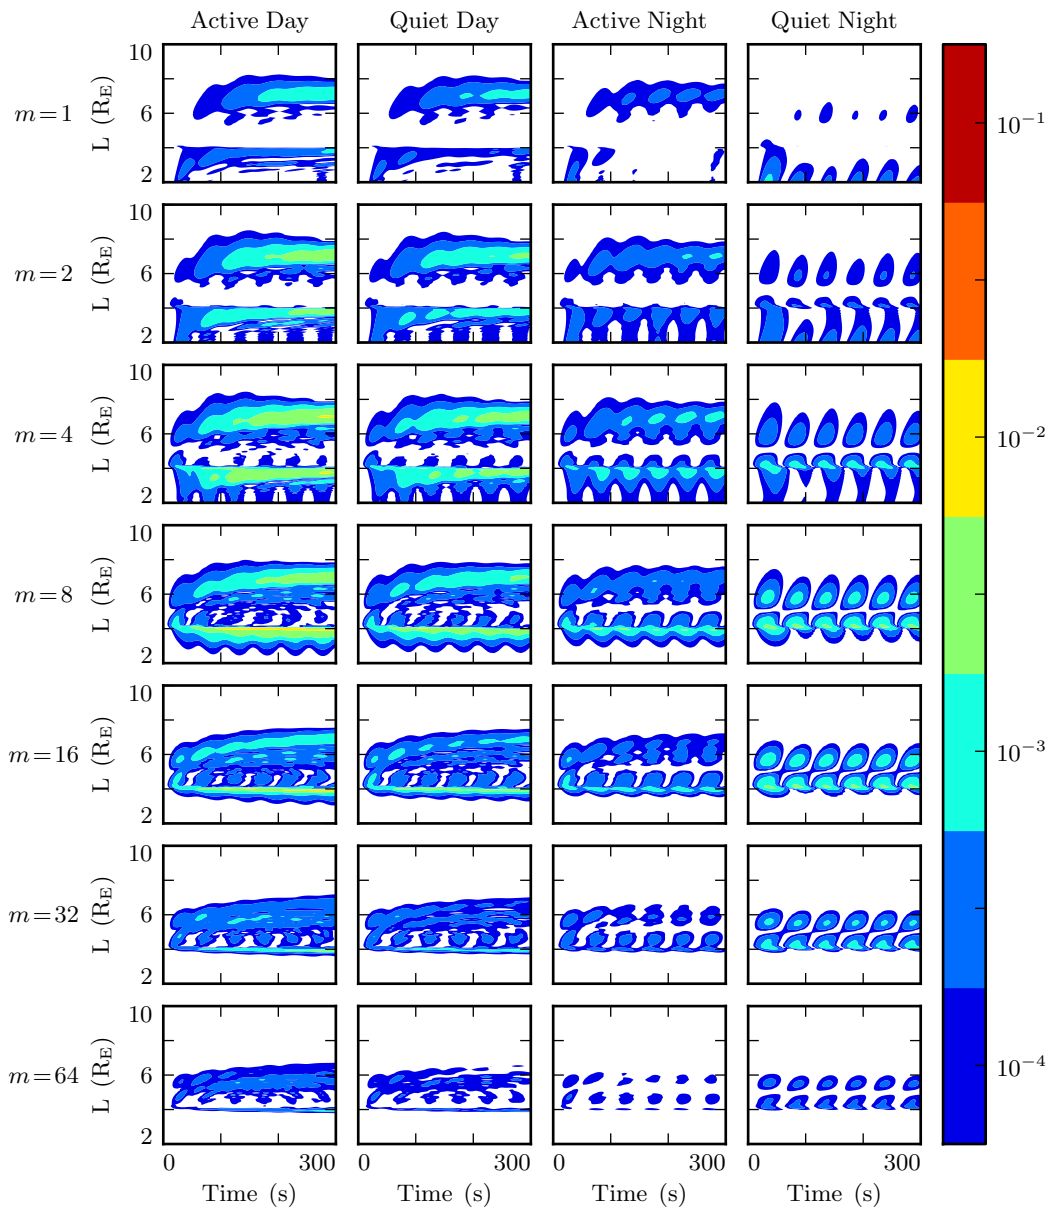 Active Day Quiet Day Active Night Quiet Night
m=1 L (R_E) 10 6 2
10⁻¹
m=2 L (R_E) 10 6 2
m=4 L (R_E) 10 6 2
10⁻²
m=8 L (R_E) 10 6 2
m=16 L (R_E) 10 6 2
10⁻³
m=32 L (R_E) 10 6 2
m=64 L (R_E) 10 6 2
10⁻⁴
0 300 0 300 0 300 0 300
Time (s) Time (s) Time (s) Time (s)